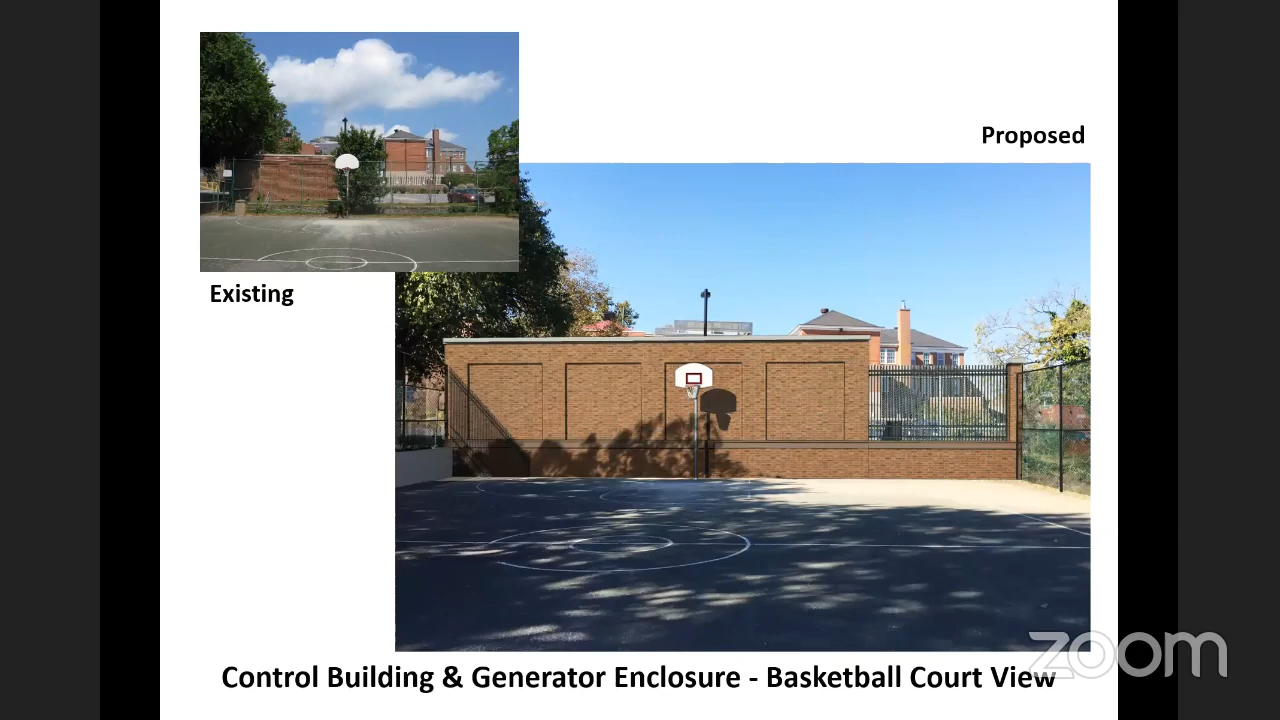 Proposed
Existing
Control Building & Generator Enclosure - Basketball Court View
zoom